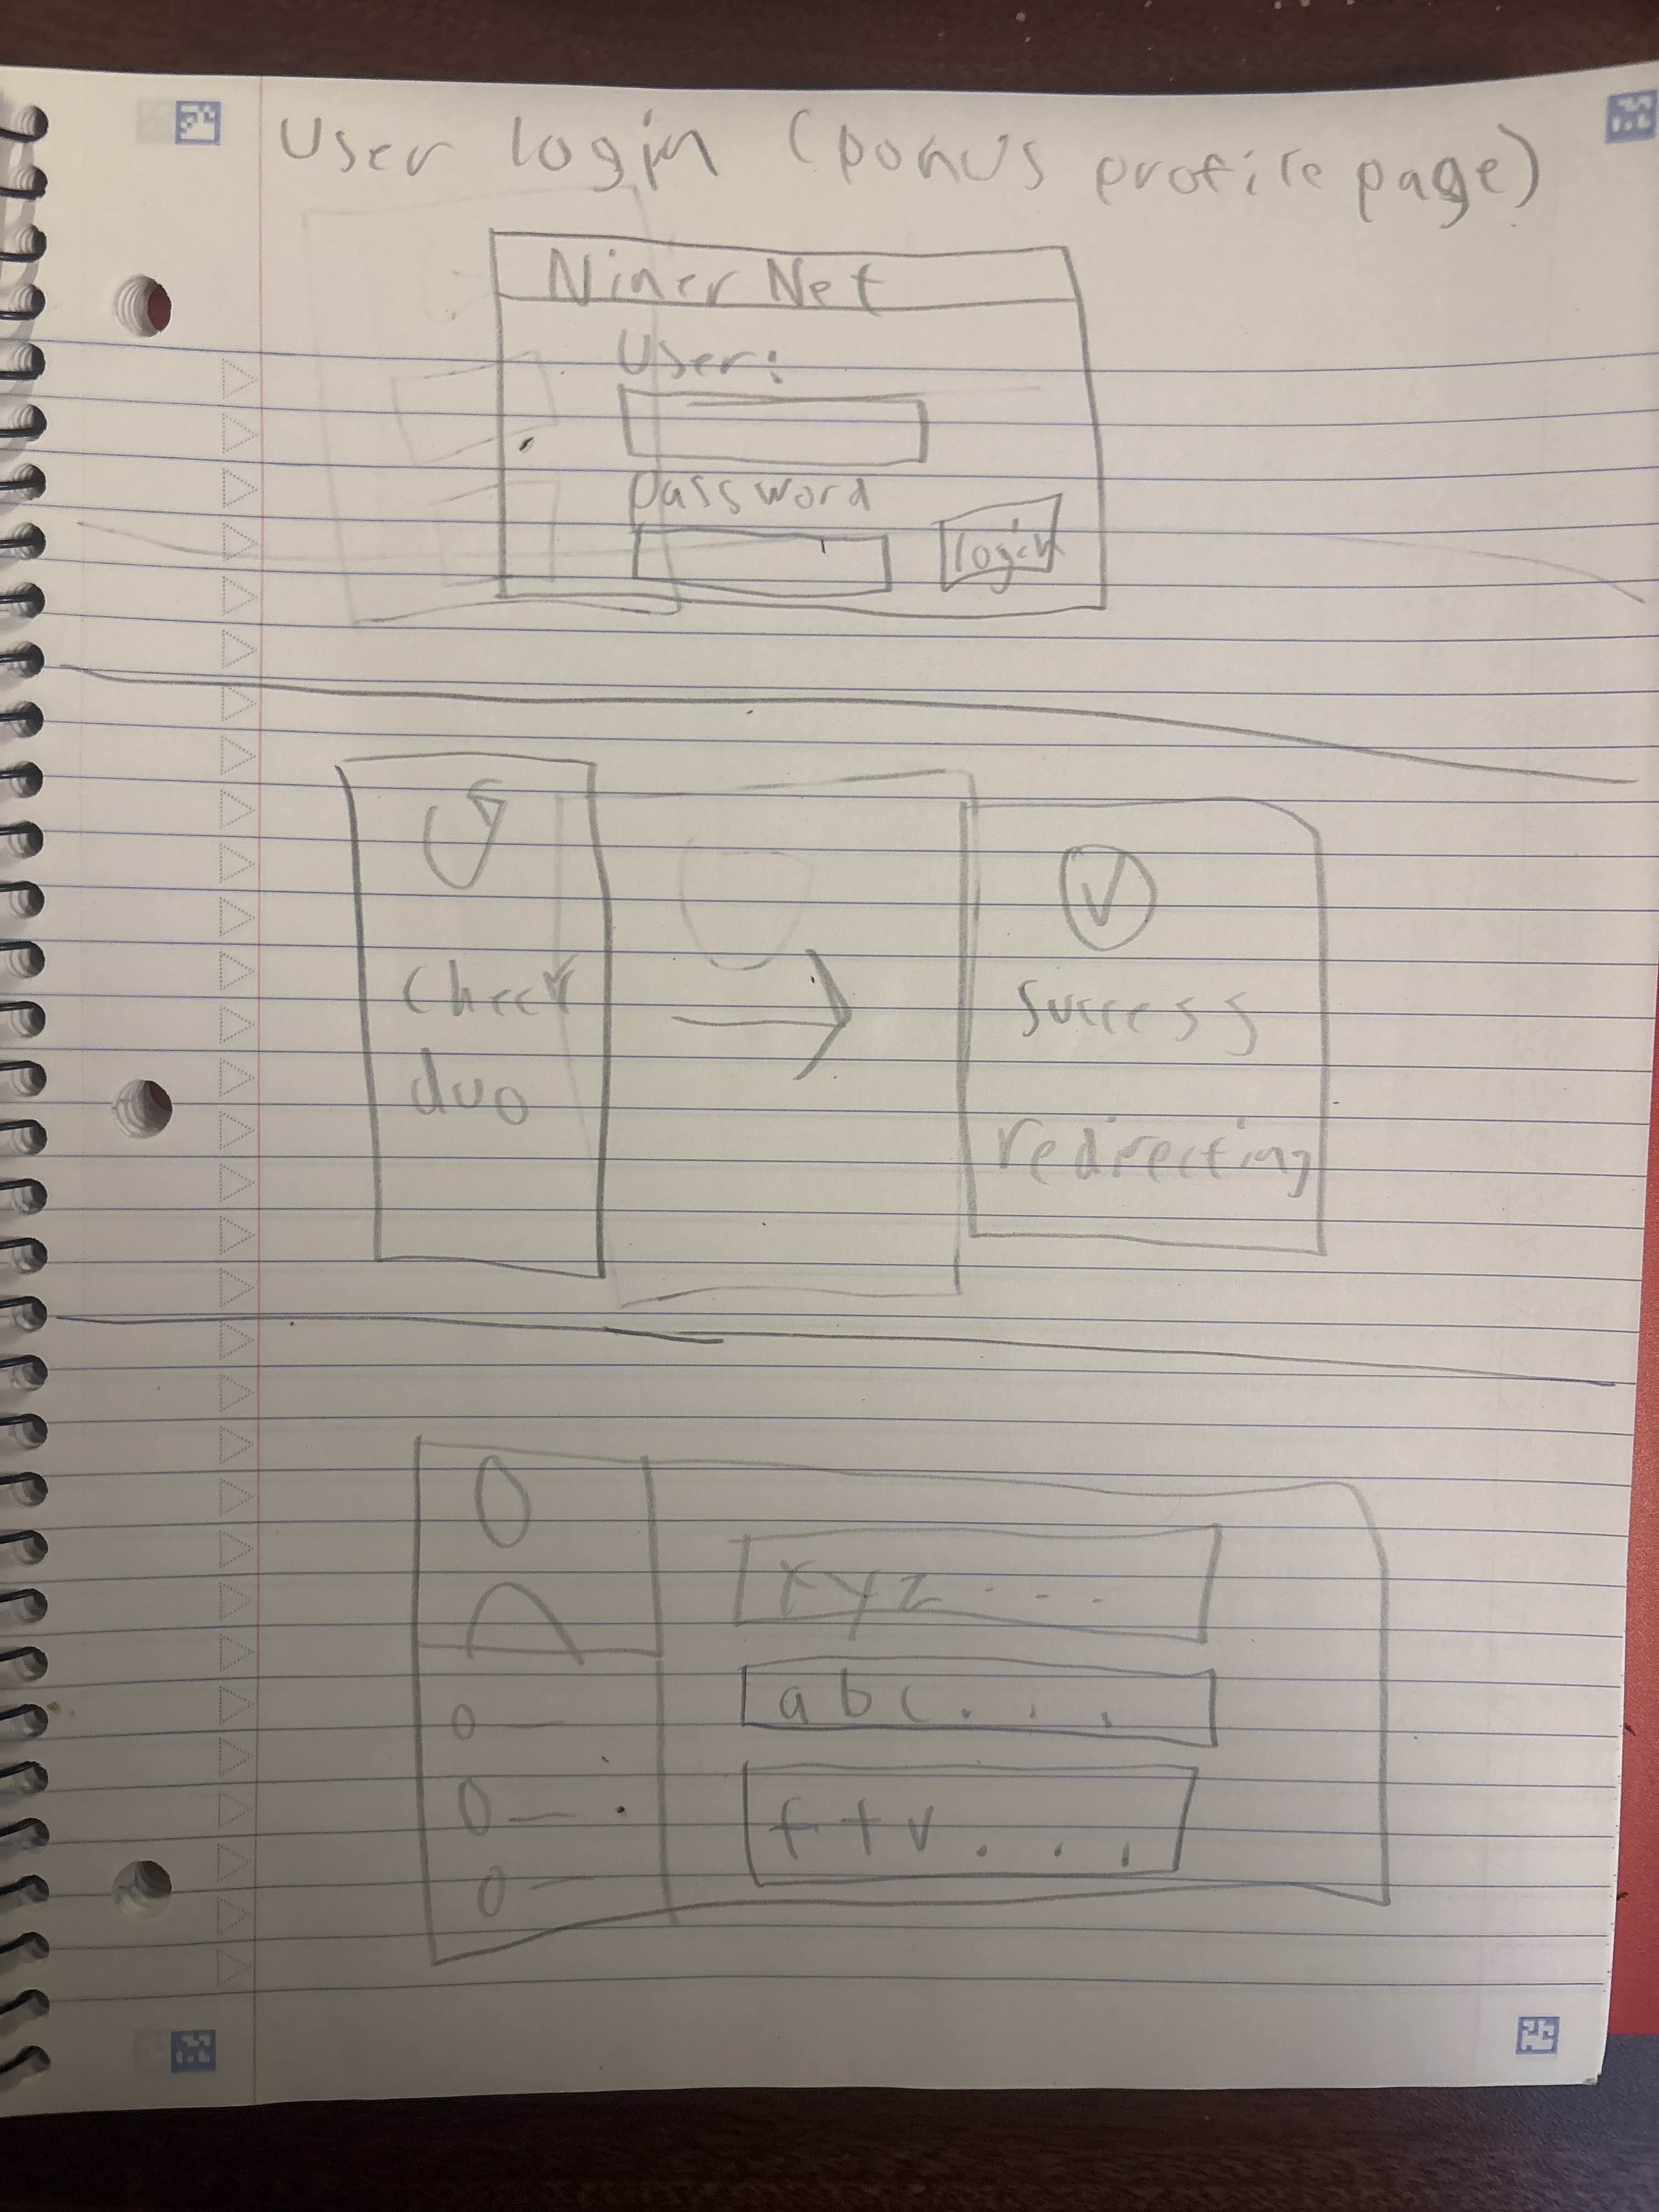 User login (bonus profile page)
Niner Net
User:
password
login
Check
duo
success
redirecting
xyz ...
abc...
ftv...